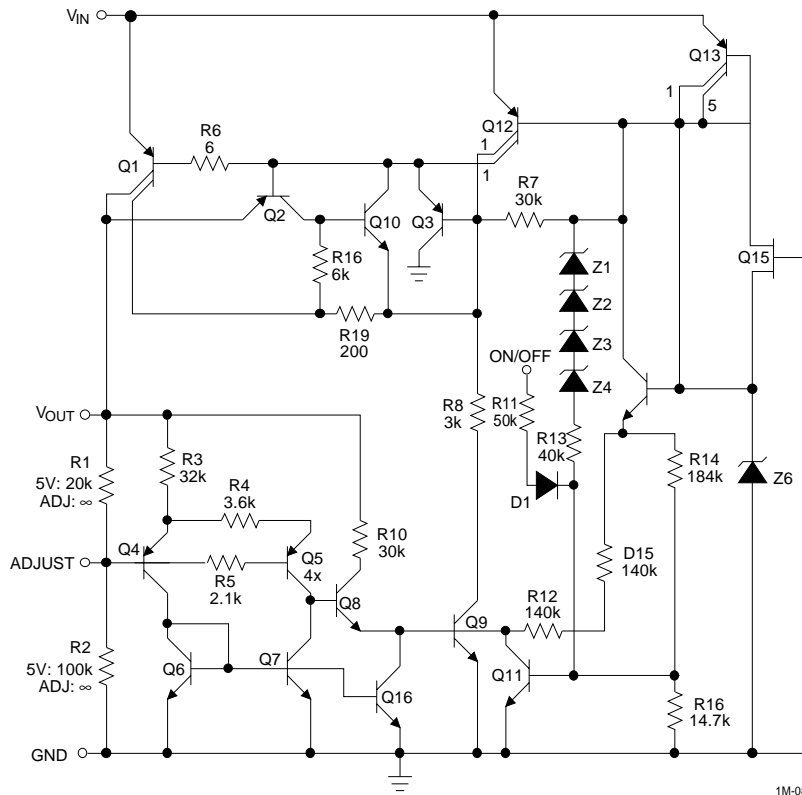 VIN
Q13
1
5
Q12
1
1
R6
6
Q1
Q2
Q10
Q3
R7
30k
R16
6k
R19
200
Z1
Z2
Z3
Z4
Q15
ON/OFF
R11
50k
R8
3k
R13
40k
D1
R14
184k
Z6
VOUT
R1
5V: 20k
ADJ: ∞
R3
32k
R4
3.6k
R10
30k
ADJUST
Q4
R5
2.1k
Q5
4x
Q8
Q9
R12
140k
D15
140k
R2
5V: 100k
ADJ: ∞
Q6
Q7
Q16
Q11
R16
14.7k
GND